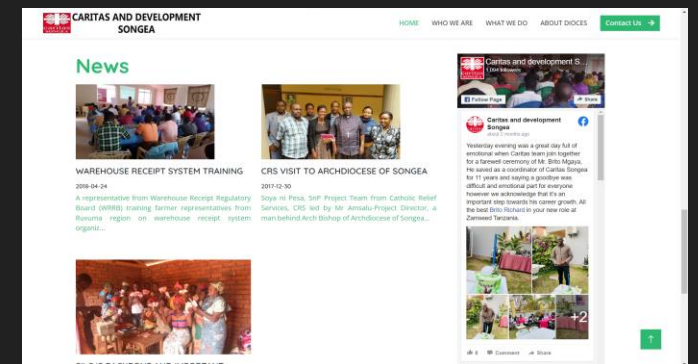 CARITAS AND DEVELOPMENT
SONGEA
HOME WHO WE ARE WHAT WE DO ABOUT DIOCES Contact Us
News
WAREHOUSE RECEIPT SYSTEM TRAINING
2018-04-24
A representative from Warehouse Receipt Regulatory
Board (WRRB) training farmer representatives from
Ruvuma region on warehouse receipt system
organiz...
CRS VISIT TO ARCHDIOCESE OF SONGEA
2017-12-30
Soya ni Pesa, SnP Project Team from Catholic Relief
Services, CRS led by Mr Amsalu-Project Director, a
man behind Arch Bishop of Archdiocese of Songea...
Caritas and development S...
1,094 followers
Follow Page Share
Caritas and development
Songea
about 2 months ago
Yesterday evening was a great day full of
emotional when Caritas team join together
for a farewell ceremony of Mr. Brito Mgaya,
He saved as a coordinator of Caritas Songea
for 11 years and saying a goodbye was
difficult and emotional part for everyone
however we acknowledge that it's an
important step towards his career growth. All
the best Brito Richard in your new role at
Zamseed Tanzania.
+2
6 Comment Share